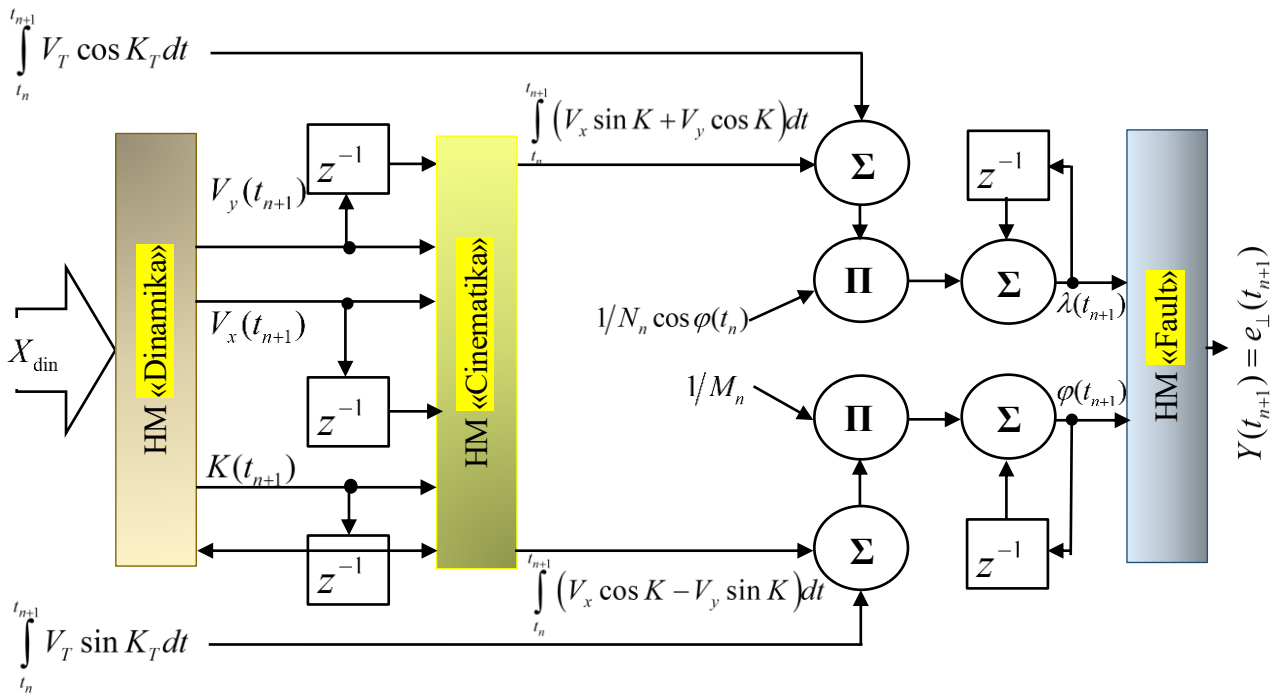 ∫_{t_n}^{t_{n+1}} V_T cos K_T dt
∫_{t_n}^{t_{n+1}} (V_x sin K + V_y cos K) dt
z^{-1}
Σ
z^{-1}
V_y(t_{n+1})
HM «Dinamika»
HM «Cinematika»
HM «Fault»
X_din
V_x(t_{n+1})
Π
Σ
λ(t_{n+1})
1/N_n cos φ(t_n)
Y(t_{n+1}) = e_⊥(t_{n+1})
z^{-1}
1/M_n
Π
Σ
φ(t_{n+1})
K(t_{n+1})
z^{-1}
Σ
z^{-1}
∫_{t_n}^{t_{n+1}} (V_x cos K − V_y sin K) dt
∫_{t_n}^{t_{n+1}} V_T sin K_T dt